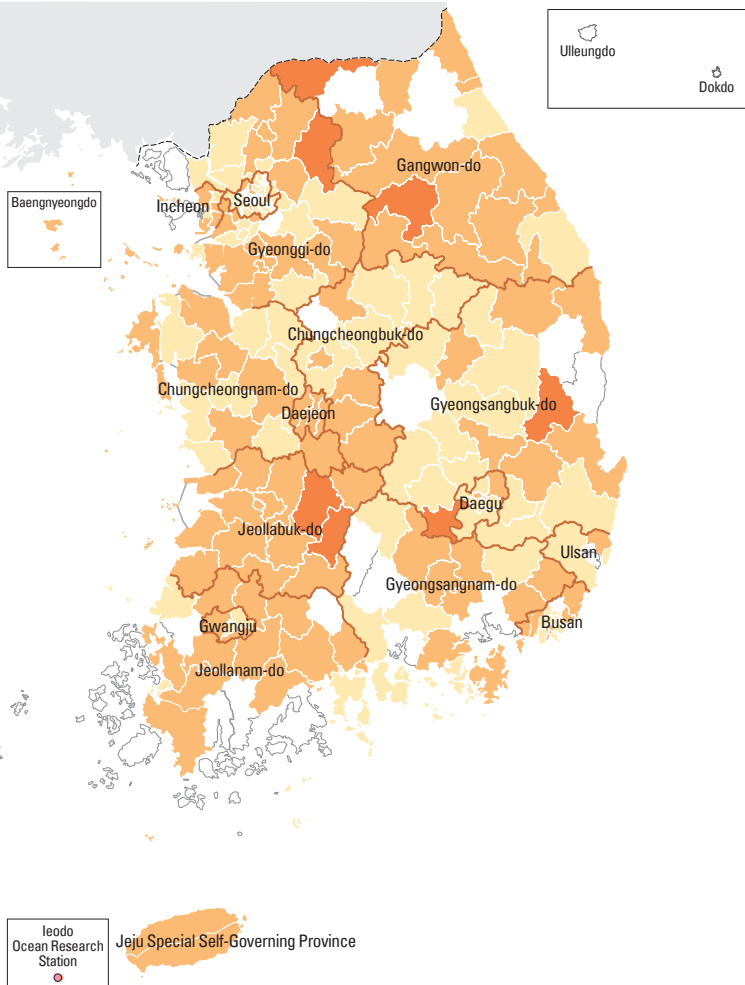 Ulleungdo
Dokdo
Gangwon-do
Baengnyeongdo
Incheon
Seoul
Gyeonggi-do
Chungcheongbuk-do
Chungcheongnam-do
Daejeon
Gyeongsangbuk-do
Daegu
Jeollabuk-do
Ulsan
Gyeongsangnam-do
Gwangju
Busan
Jeollanam-do
Ieodo
Ocean Research
Station
Jeju Special Self-Governing Province